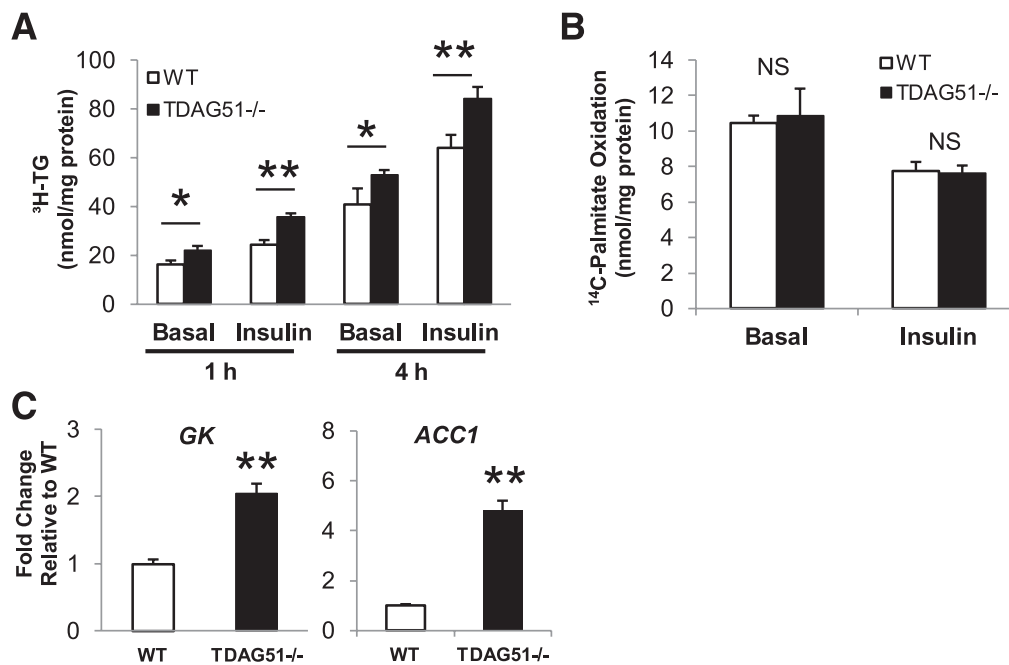 A
³H-TG
(nmol/mg protein)
100
80
60
40
20
0
WT
TDAG51-/-
*
**
*
**
Basal Insulin Basal Insulin
1 h 4 h
B
¹⁴C-Palmitate Oxidation
(nmol/mg protein)
14
12
10
8
6
4
2
0
NS
WT
TDAG51-/-
NS
Basal Insulin
C
Fold Change
Relative to WT
3
2
1
0
GK
**
WT TDAG51-/-
8
6
4
2
0
ACC1
**
WT TDAG51-/-